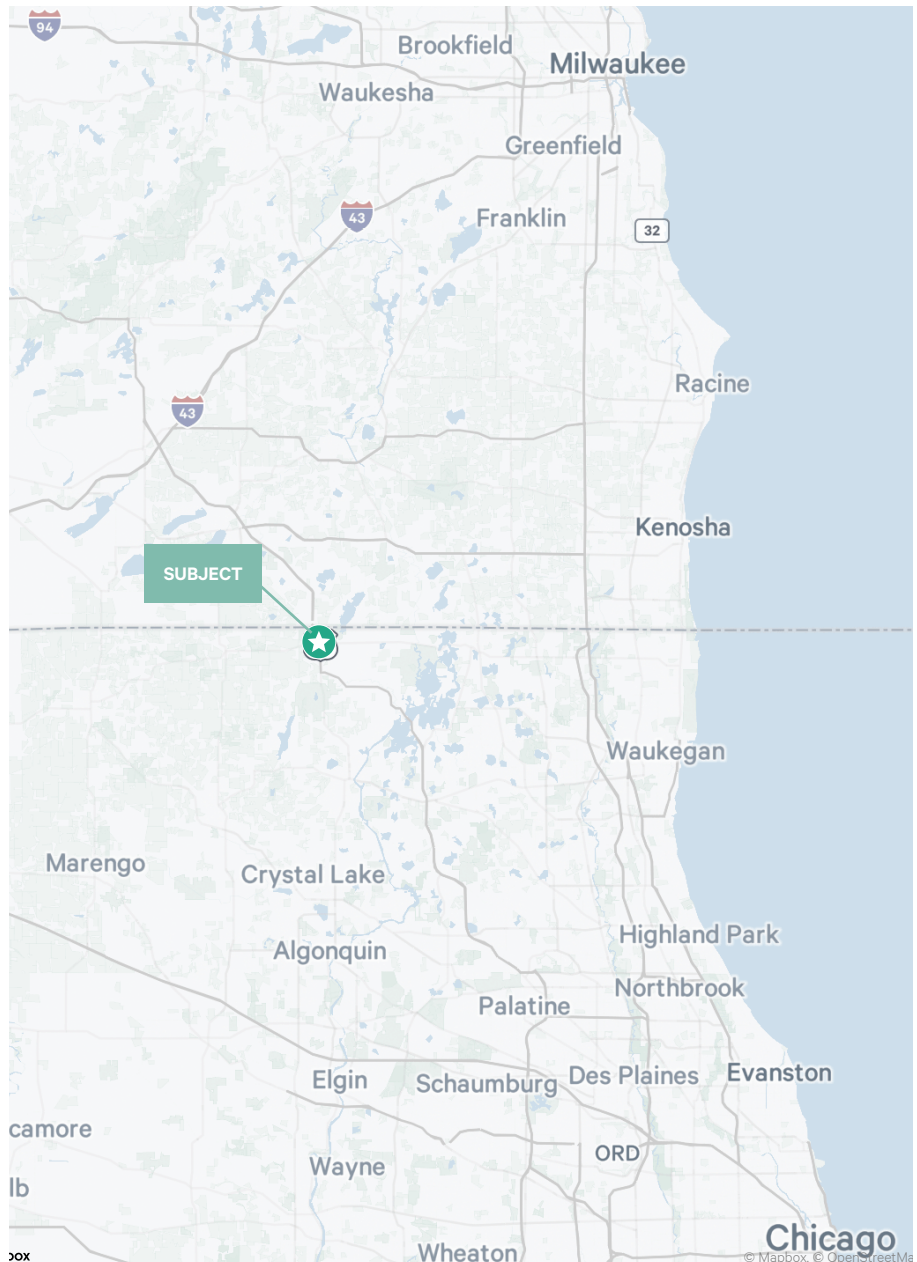 94
Brookfield
Milwaukee
Waukesha
Greenfield
43
Franklin
32
Racine
43
Kenosha
SUBJECT
Waukegan
Marengo
Crystal Lake
Highland Park
Algonquin
Northbrook
Palatine
Elgin
Schaumburg
Des Plaines
Evanston
camore
ORD
Wayne
lb
Chicago
Wheaton
box
© Mapbox, © OpenStreetMa